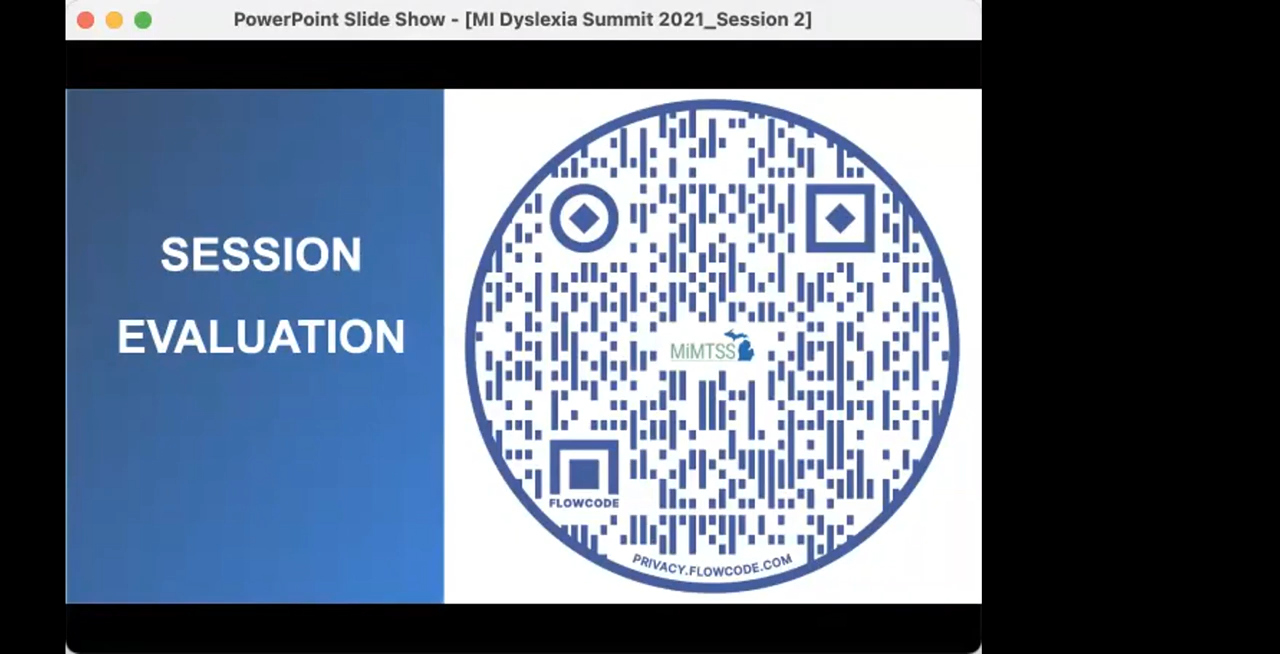 PowerPoint Slide Show - [MI Dyslexia Summit 2021_Session 2]
SESSION
EVALUATION
MiMTSS
FLOWCODE
PRIVACY.FLOWCODE.COM